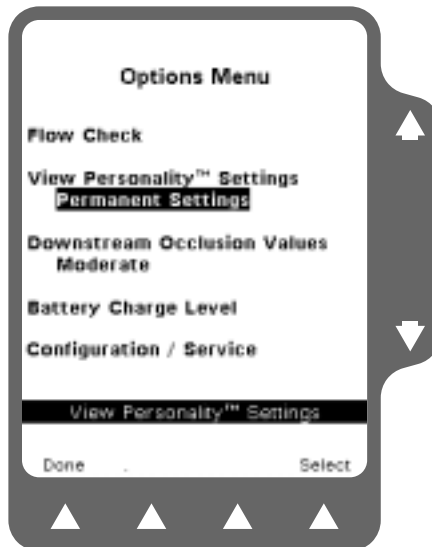 Options Menu
Flow Check
View Personality™ Settings
Permanent Settings
Downstream Occlusion Values
Moderate
Battery Charge Level
Configuration / Service
View Personality™ Settings
Done . Select